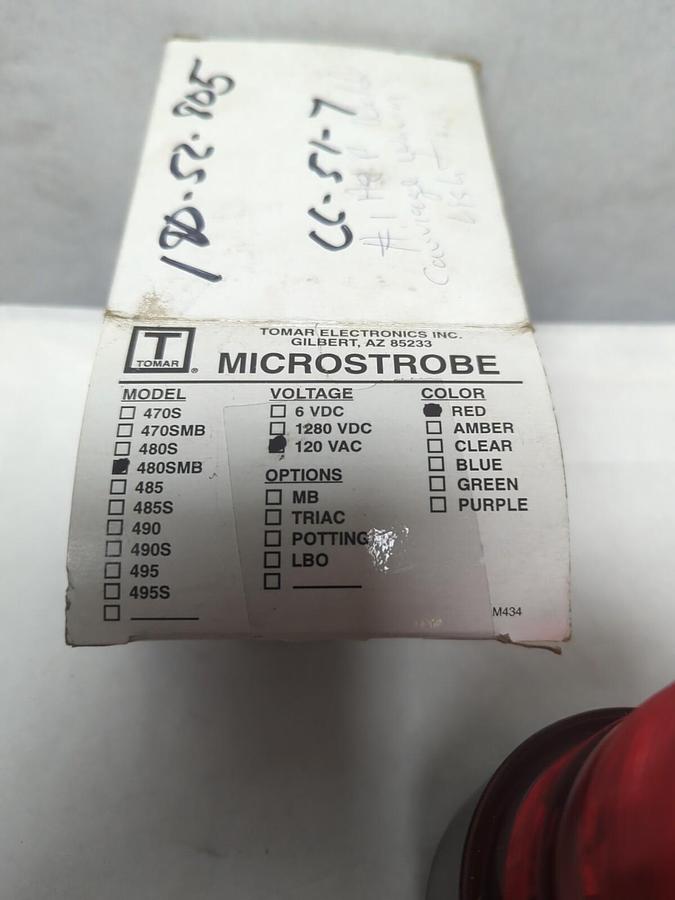 180-52-805
CC-51-7
T
TOMAR
®
TOMAR ELECTRONICS INC.
GILBERT, AZ 85233
MICROSTROBE
MODEL
470S
470SMB
480S
480SMB
485
485S
490
490S
495
495S
VOLTAGE
6 VDC
1280 VDC
120 VAC
OPTIONS
MB
TRIAC
POTTING
LBO
COLOR
RED
AMBER
CLEAR
BLUE
GREEN
PURPLE
M434